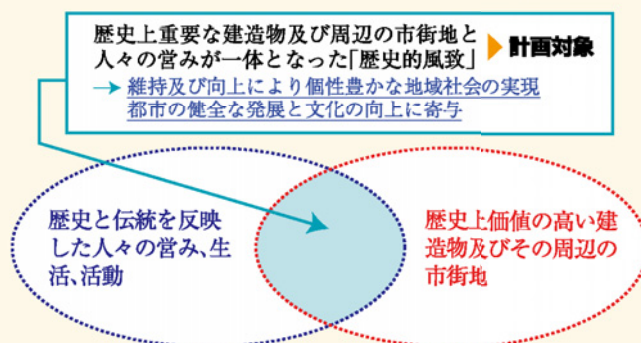 歴史上重要な建造物及び周辺の市街地と
人々の営みが一体となった「歴史的風致」
計画対象
→維持及び向上により個性豊かな地域社会の実現
都市の健全な発展と文化の向上に寄与
歴史と伝統を反映
した人々の営み、生
活、活動
歴史上価値の高い建
造物及びその周辺の
市街地